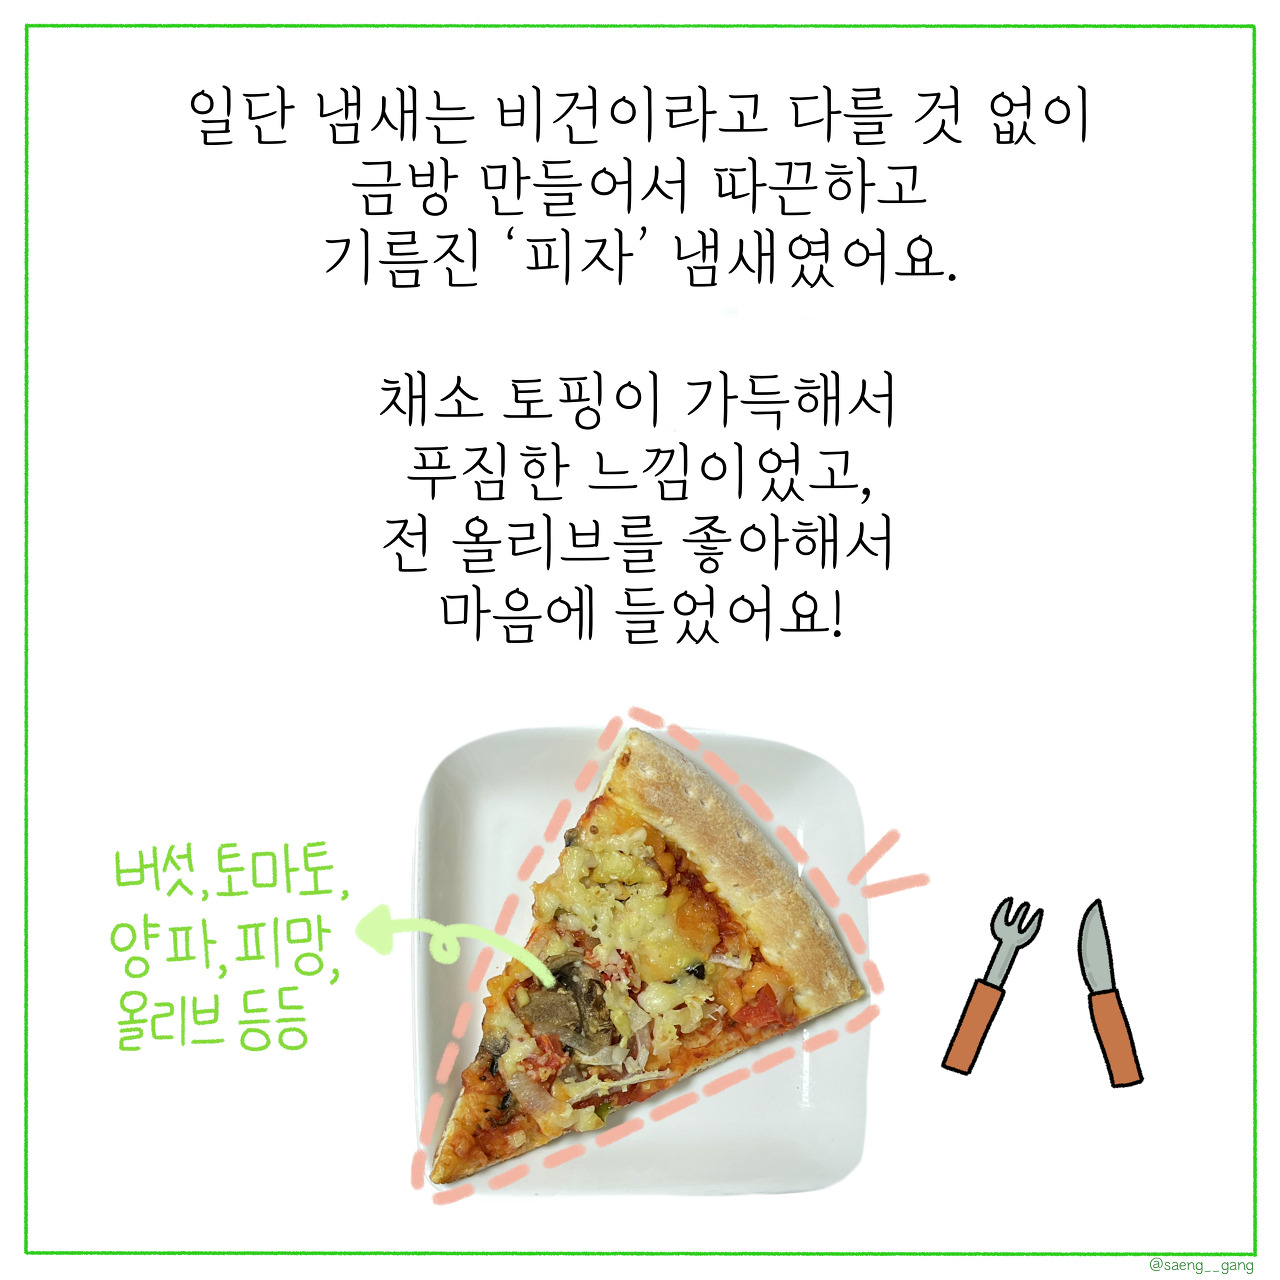 일단 냄새는 비건이라고 다를 것 없이
금방 만들어서 따끈하고
기름진 ‘피자’ 냄새였어요.
채소 토핑이 가득해서
푸짐한 느낌이었고,
전 올리브를 좋아해서
마음에 들었어요!
버섯,토마토,
양파,피망,
올리브 등등
@saeng__gang